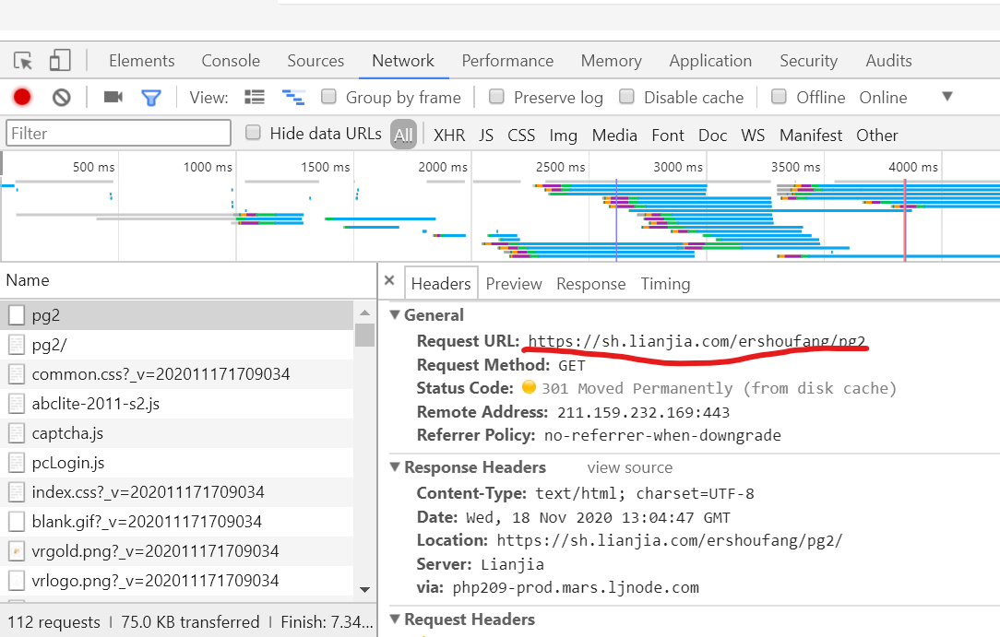 Elements Console Sources Network Performance Memory Application Security Audits
View: Group by frame Preserve log Disable cache Offline Online
Filter Hide data URLs All XHR JS CSS Img Media Font Doc WS Manifest Other
500 ms 1000 ms 1500 ms 2000 ms 2500 ms 3000 ms 3500 ms 4000 ms
Name
pg2
pg2/
common.css?_v=202011171709034
abclite-2011-s2.js
captcha.js
pcLogin.js
index.css?_v=202011171709034
blank.gif?_v=202011171709034
vrgold.png?_v=202011171709034
vrlogo.png?_v=202011171709034
112 requests | 75.0 KB transferred | Finish: 7.34...
× Headers Preview Response Timing
General
Request URL: https://sh.lianjia.com/ershoufang/pg2
Request Method: GET
Status Code: 301 Moved Permanently (from disk cache)
Remote Address: 211.159.232.169:443
Referrer Policy: no-referrer-when-downgrade
Response Headers view source
Content-Type: text/html; charset=UTF-8
Date: Wed, 18 Nov 2020 13:04:47 GMT
Location: https://sh.lianjia.com/ershoufang/pg2/
Server: Lianjia
via: php209-prod.mars.ljnode.com
Request Headers